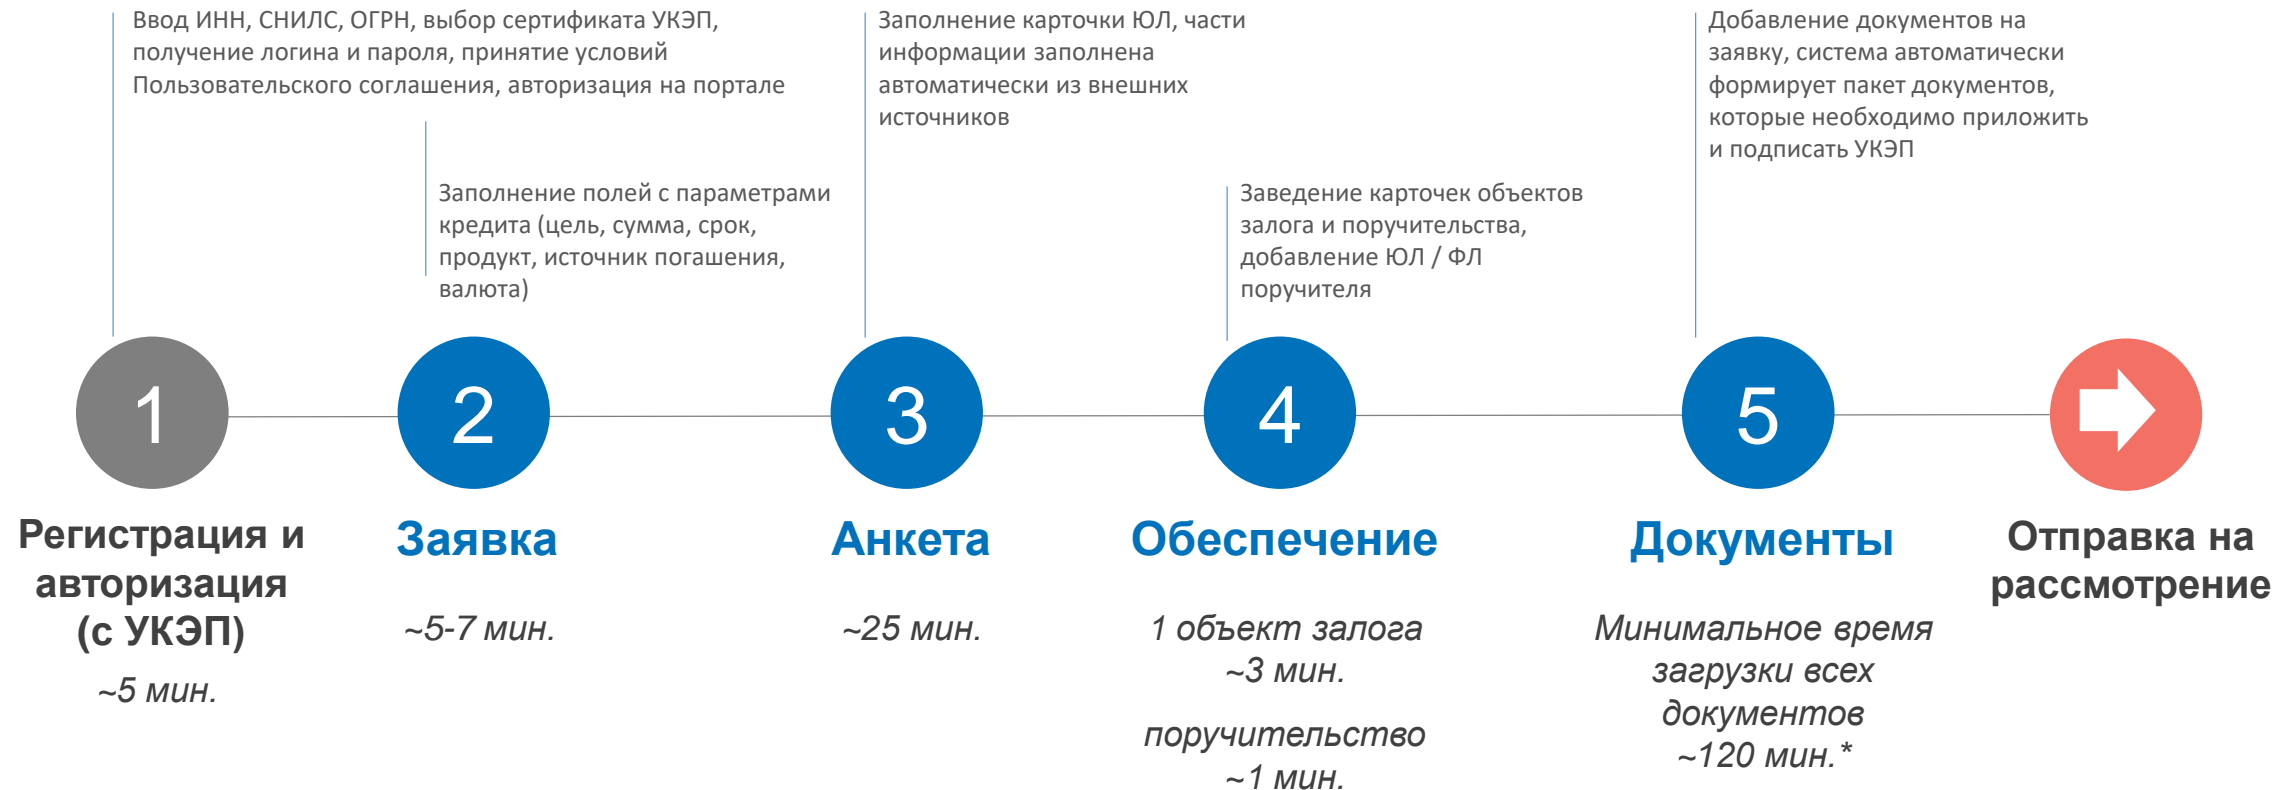 Ввод ИНН, СНИЛС, ОГРН, выбор сертификата УКЭП,
получение логина и пароля, принятие условий
Пользовательского соглашения, авторизация на портале
Заполнение полей с параметрами
кредита (цель, сумма, срок,
продукт, источник погашения,
валюта)
Заполнение карточки ЮЛ, части
информации заполнена
автоматически из внешних
источников
Заведение карточек объектов
залога и поручительства,
добавление ЮЛ / ФЛ
поручителя
Добавление документов на
заявку, система автоматически
формирует пакет документов,
которые необходимо приложить
и подписать УКЭП
1
2
3
4
5
Регистрация и
авторизация
(с УКЭП)
~5 мин.
Заявка
~5-7 мин.
Анкета
~25 мин.
Обеспечение
1 объект залога
~3 мин.
поручительство
~1 мин.
Документы
Минимальное время
загрузки всех
документов
~120 мин.*
Отправка на
рассмотрение